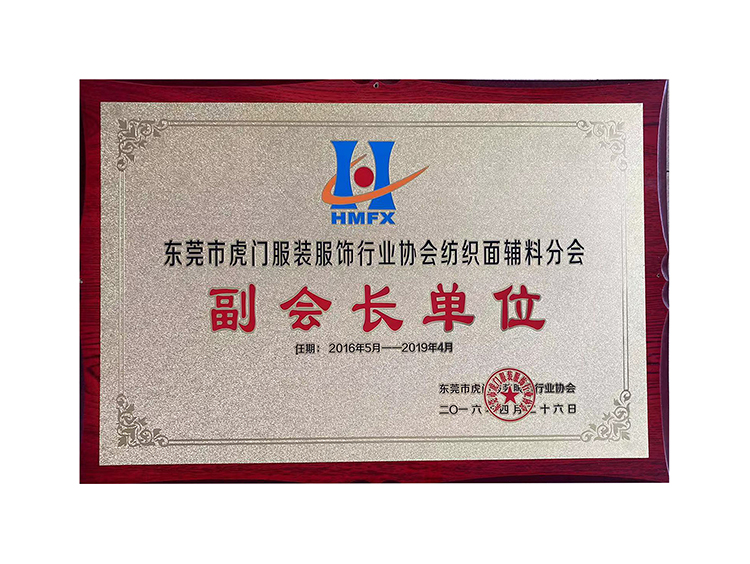 HMFX
东莞市虎门服装服饰行业协会纺织面辅料分会
副会长单位
任期：2016年5月——2019年4月
东莞市虎门服装服饰行业协会
二〇一六年四月二十六日